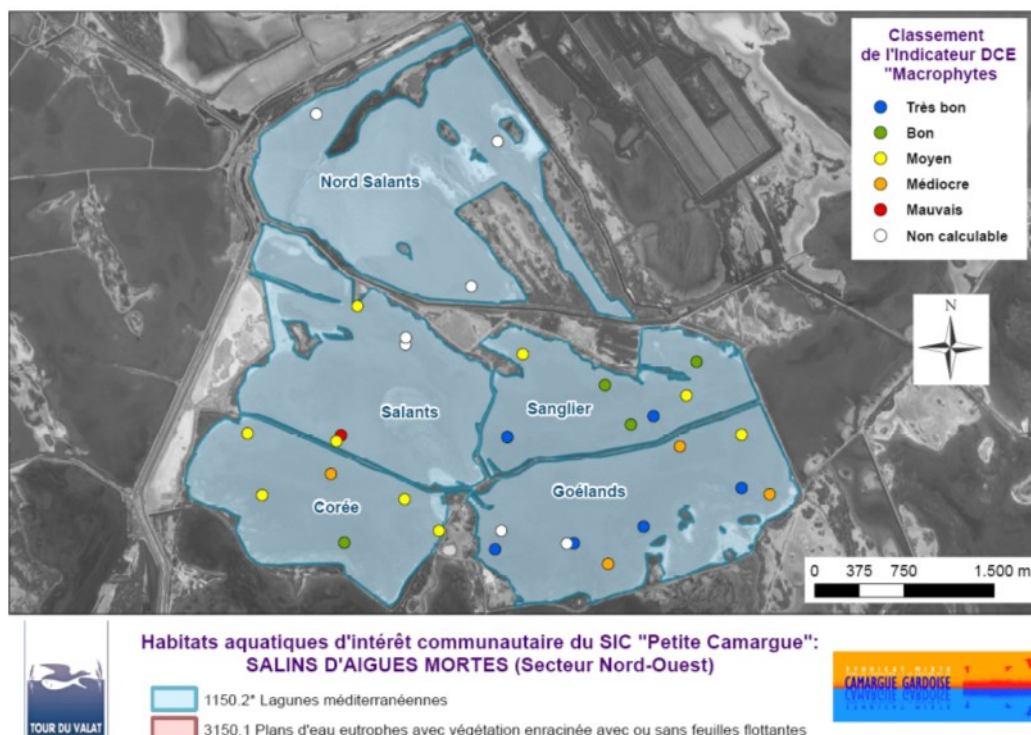 Classement
de l'Indicateur DCE
"Macrophytes
Très bon
Bon
Moyen
Médiocre
Mauvais
Non calculable
Nord Salants
N
Salants
Sanglier
Corée
Goélands
0 375 750 1.500 m
Habitats aquatiques d'intérêt communautaire du SIC "Petite Camargue":
SALINS D'AIGUES MORTES (Secteur Nord-Ouest)
1150.2* Lagunes méditerranéennes
3150.1 Plans d'eau eutrophes avec végétation enracinée avec ou sans feuilles flottantes
TOUR DU VALAT
SYNDICAT MIXTE
CAMARGUE GARDOISE